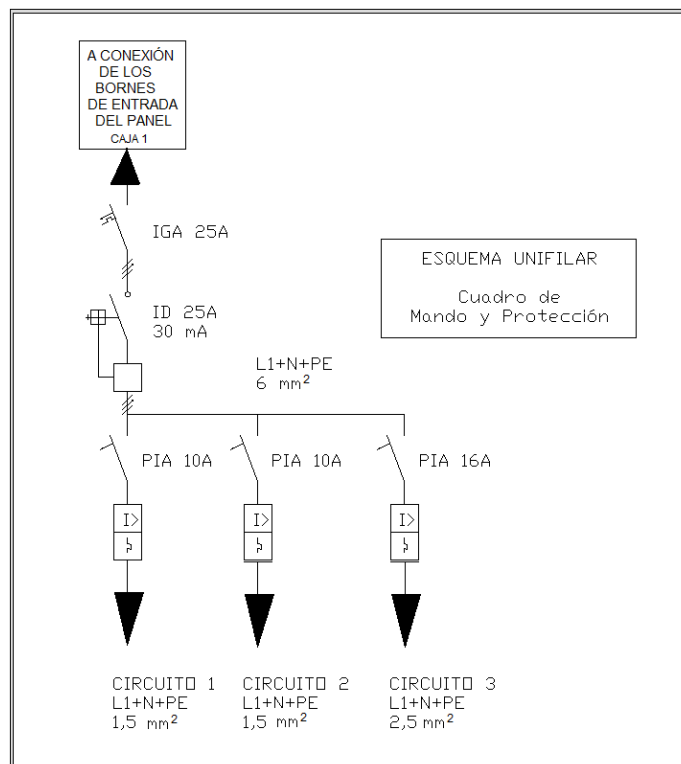 A CONEXIÓN
DE LOS
BORNES
DE ENTRADA
DEL PANEL
CAJA 1
IGA 25A
ESQUEMA UNIFILAR
Cuadro de
Mando y Protección
ID 25A
30 mA
L1+N+PE
6 mm²
PIA 10A
PIA 10A
PIA 16A
I>
I>
I>
CIRCUITO 1
L1+N+PE
1,5 mm²
CIRCUITO 2
L1+N+PE
1,5 mm²
CIRCUITO 3
L1+N+PE
2,5 mm²